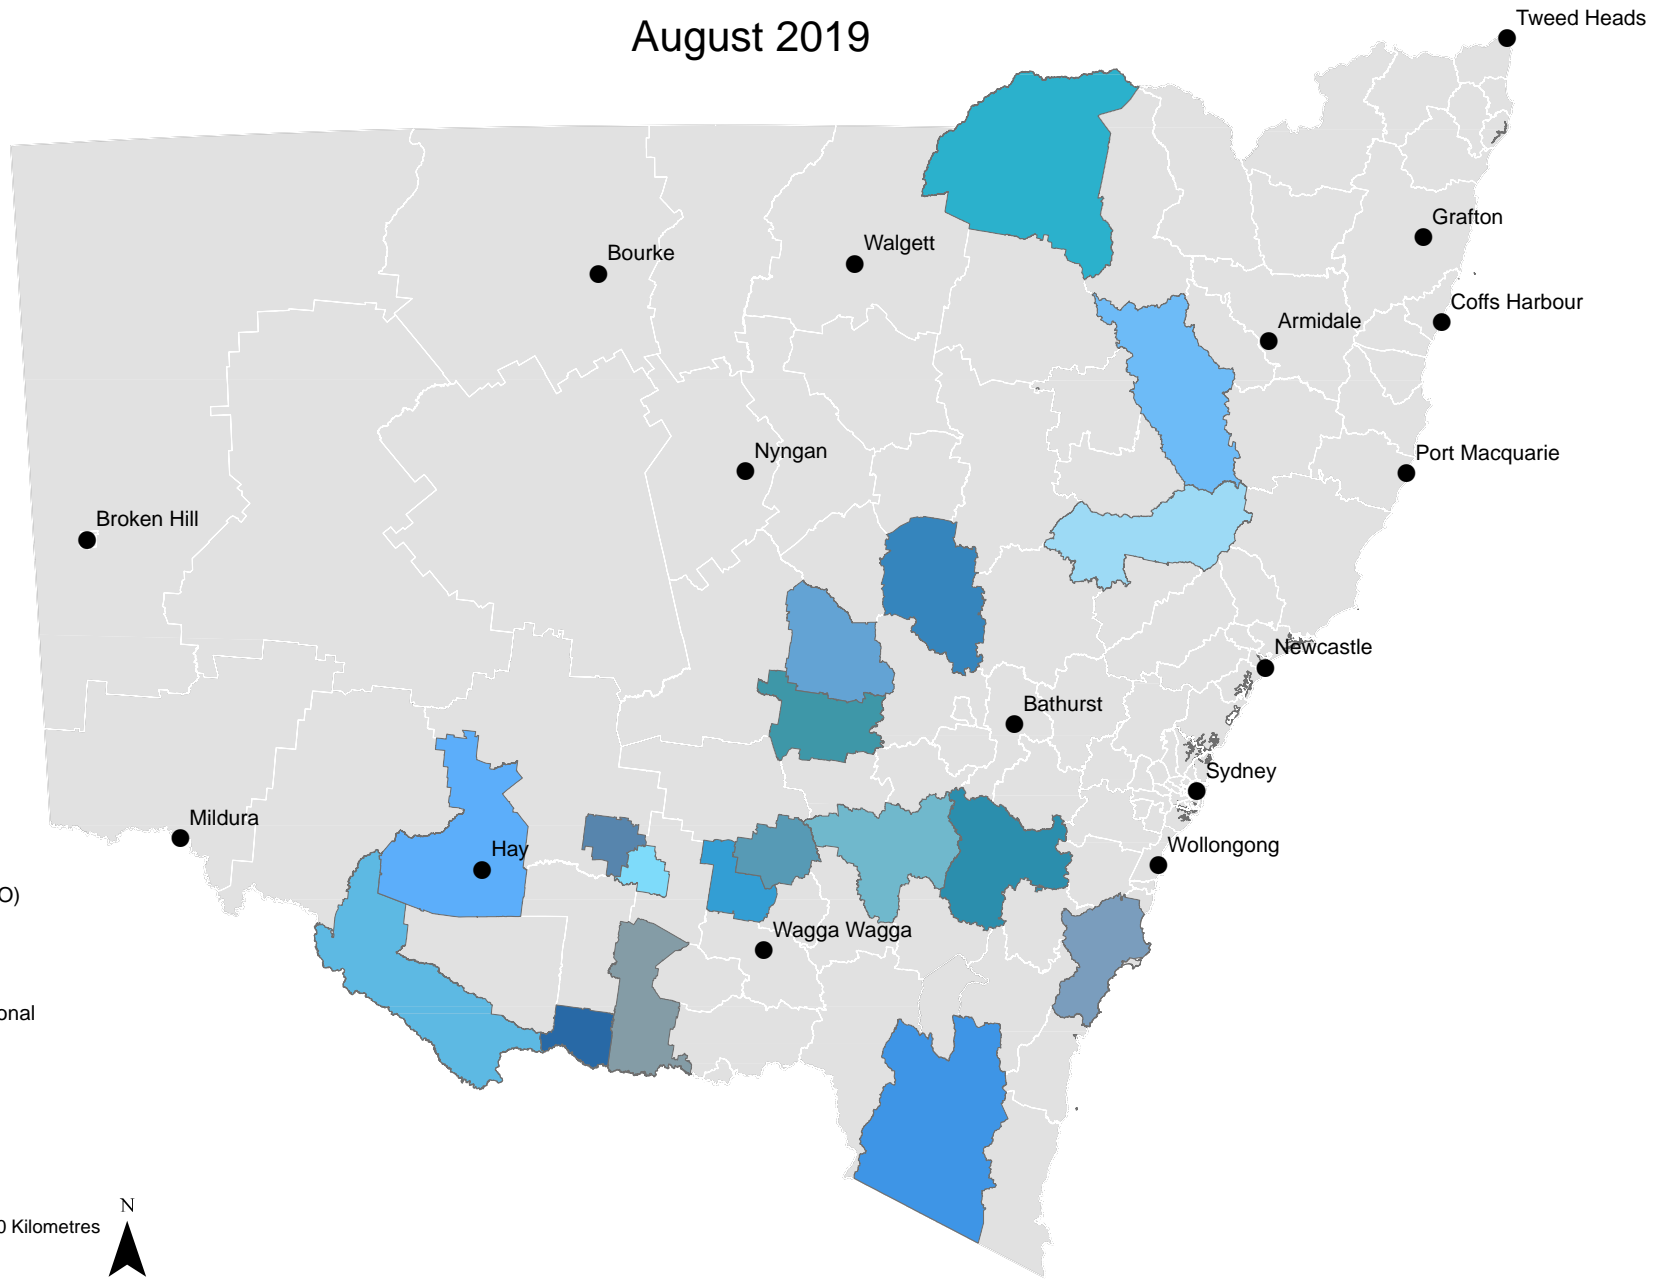 August 2019
Tweed Heads
Grafton
Bourke
Walgett
Coffs Harbour
Armidale
Nyngan
Port Macquarie
Broken Hill
Newcastle
Bathurst
Sydney
Mildura
Hay
Wollongong
O)
Wagga Wagga
onal
N
0 Kilometres